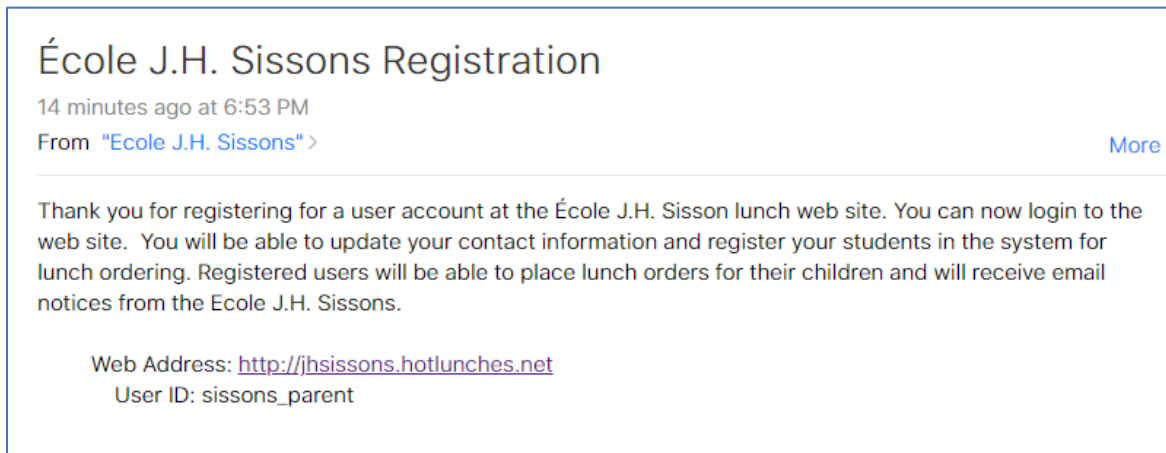 École J.H. Sissons Registration
14 minutes ago at 6:53 PM
From "Ecole J.H. Sissons" >
More
Thank you for registering for a user account at the École J.H. Sisson lunch web site. You can now login to the
web site.  You will be able to update your contact information and register your students in the system for
lunch ordering. Registered users will be able to place lunch orders for their children and will receive email
notices from the Ecole J.H. Sissons.
Web Address: http://jhsissons.hotlunches.net
User ID: sissons_parent